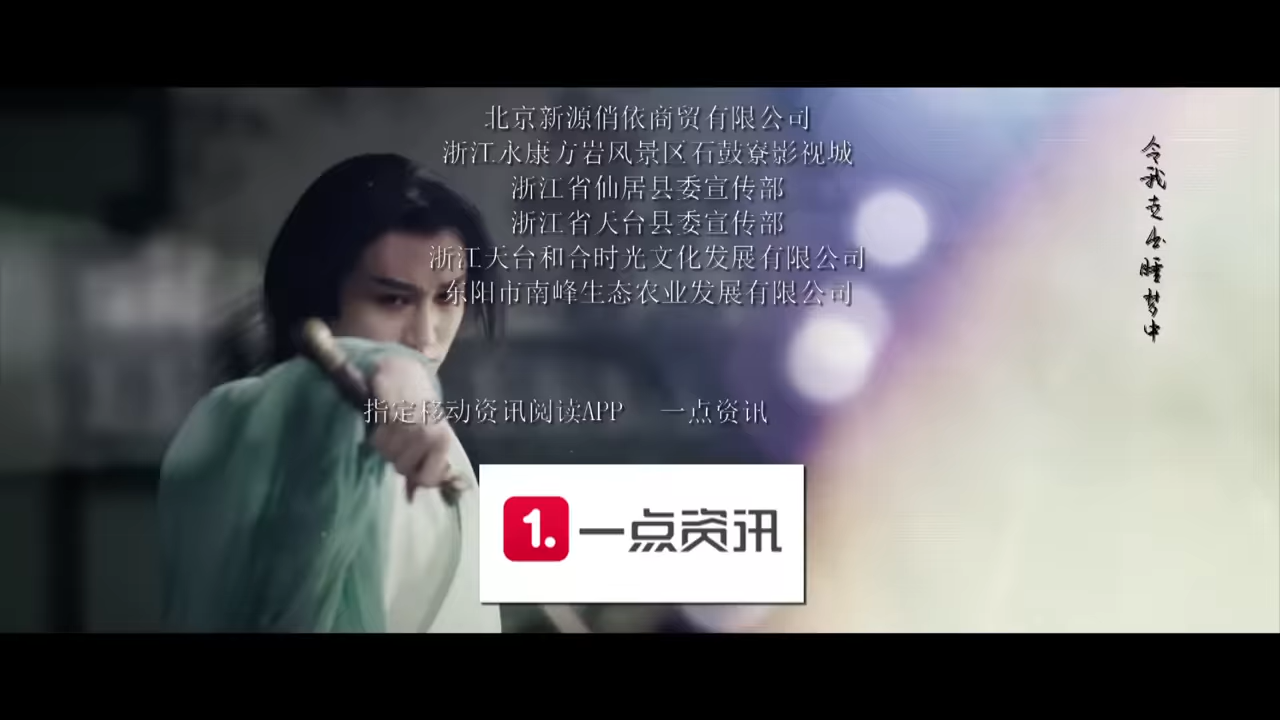 北京新源俏依商贸有限公司
浙江永康方岩风景区石鼓寮影视城
浙江省仙居县委宣传部
浙江省天台县委宣传部
浙江天台和合时光文化发展有限公司
东阳市南峰生态农业发展有限公司
令我走出睡梦中
指定移动资讯阅读APP 一点资讯
1.一点资讯